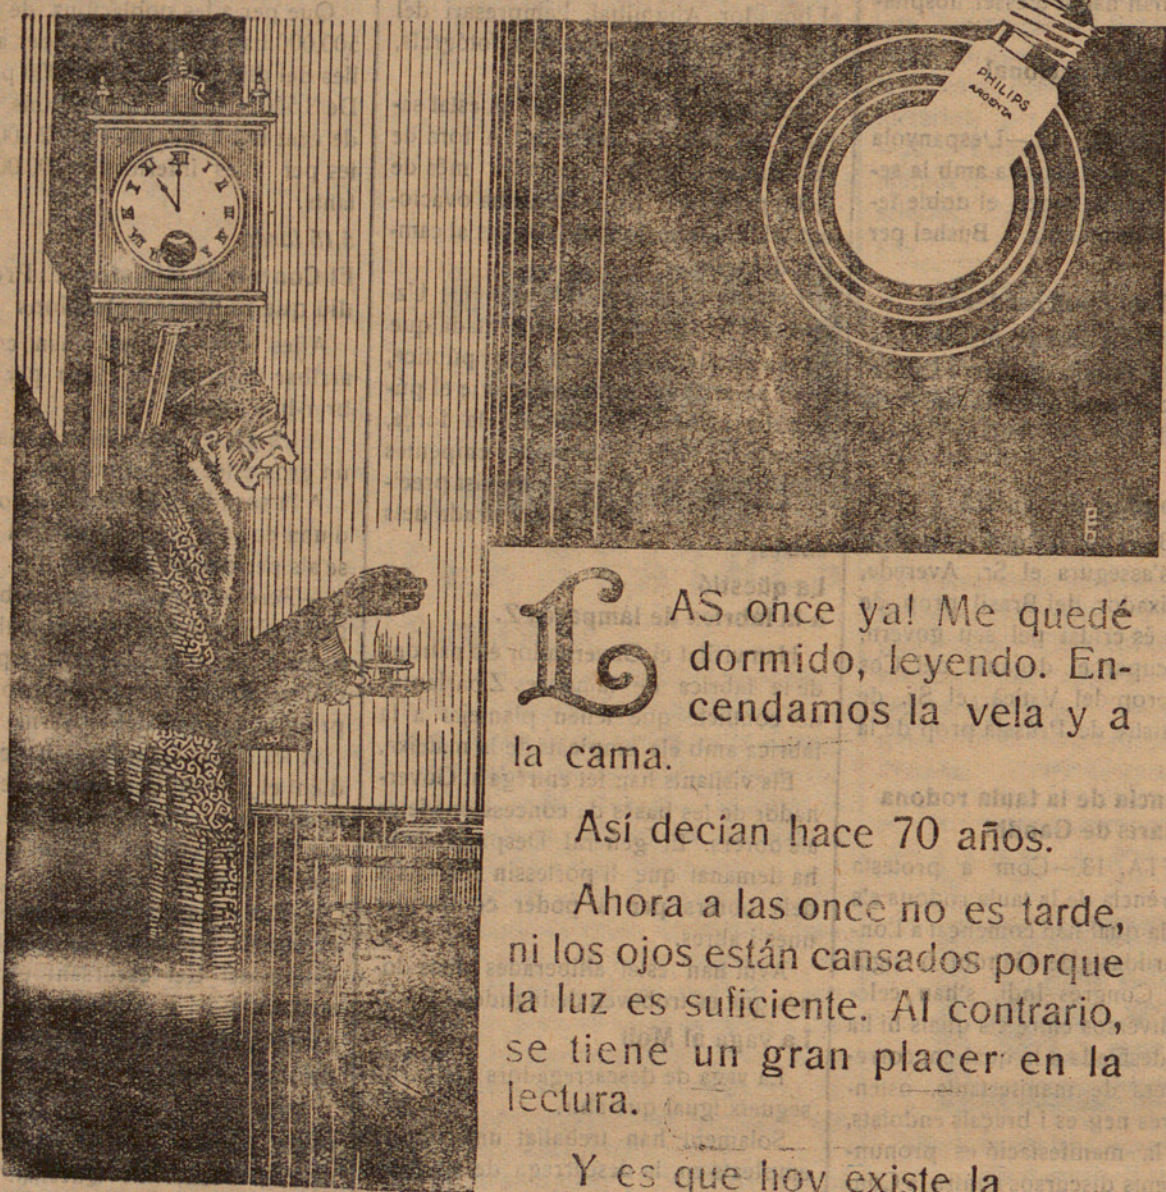 PHILIPS
ARGENTA
LAS once ya! Me quedé
dormido, leyendo. En-
cendamos la vela y a
la cama.
Así decían hace 70 años.
Ahora a las once no es tarde,
ni los ojos están cansados porque
la luz es suficiente. Al contrario,
se tiene un gran placer en la
lectura.
Y es que hoy existe la